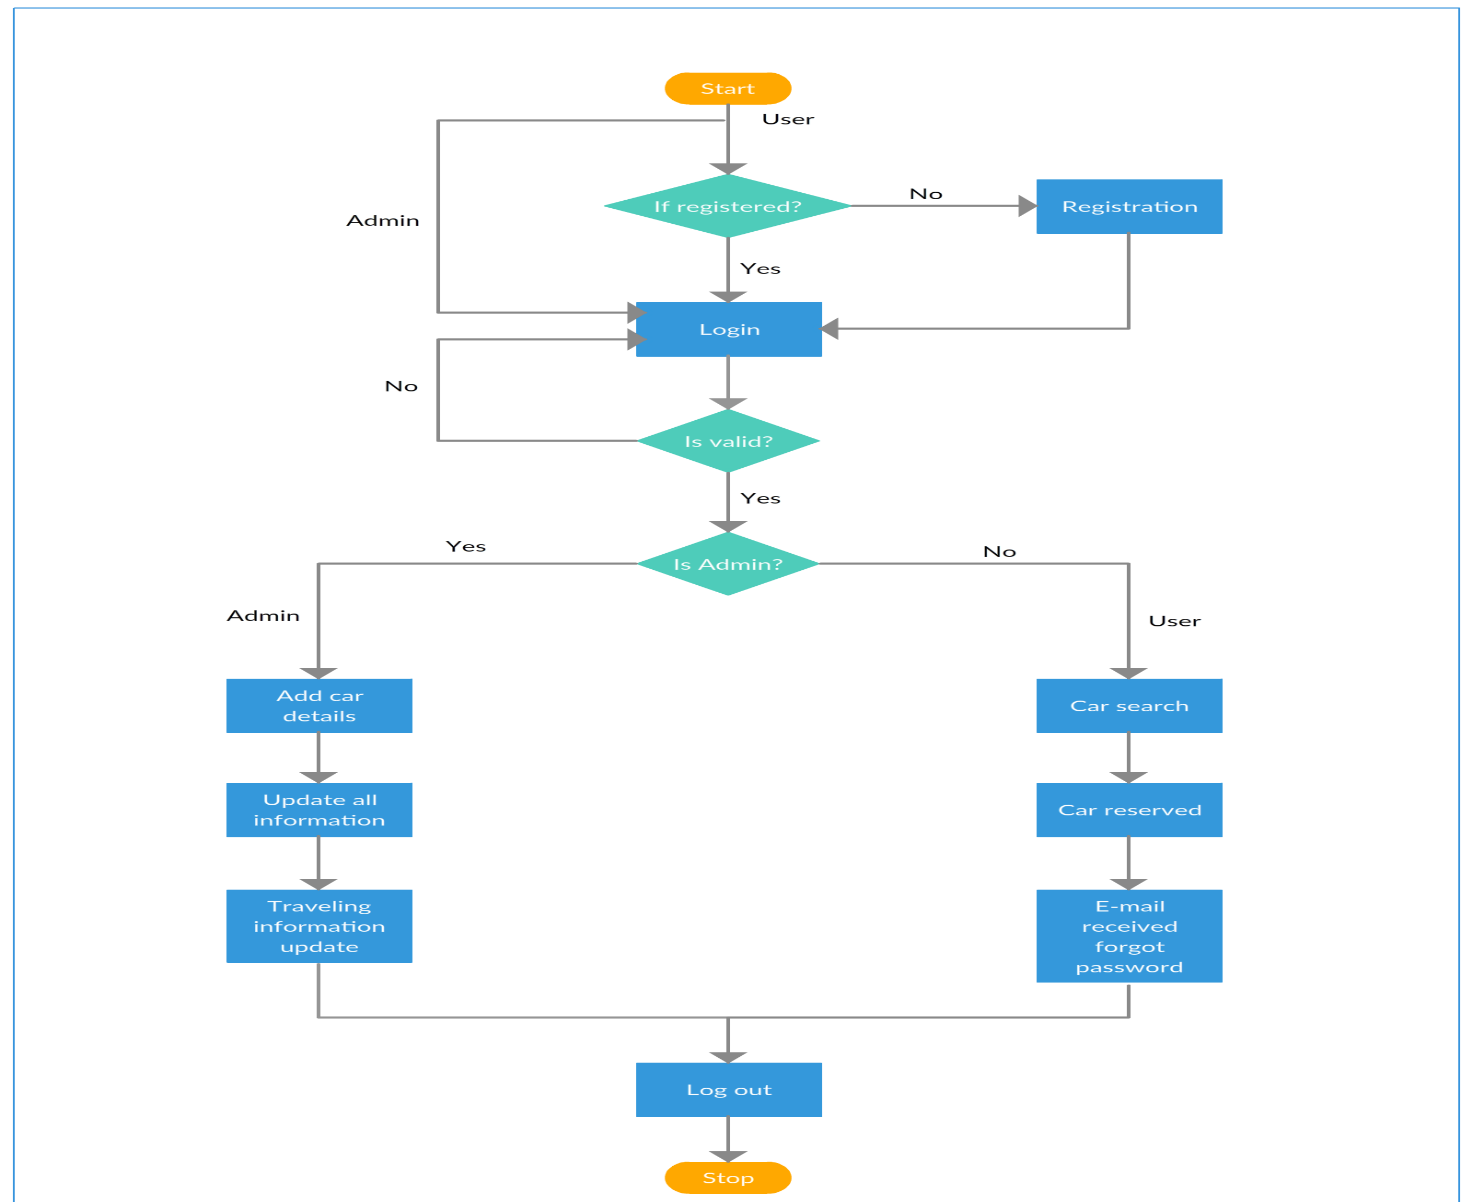 Start
User
If registered?
No
Registration
Admin
Yes
Login
No
Is valid?
Yes
Yes
Is Admin?
No
Admin
User
Add car
details
Car search
Update all
information
Car reserved
Traveling
information
update
E-mail
received
forgot
password
Log out
Stop